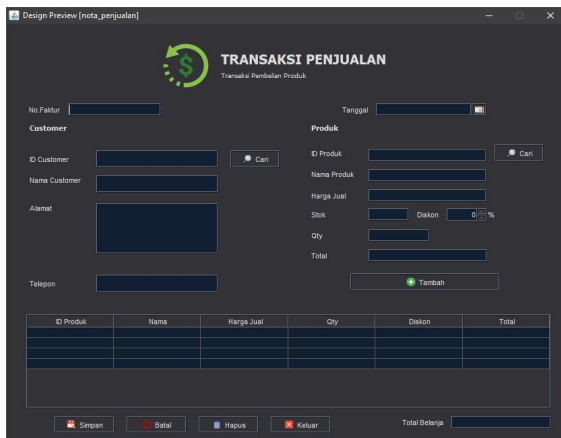 Design Preview [nota_penjualan]
TRANSAKSI PENJUALAN
Transaksi Pembelan Produk
No.Faktur
Tanggal
Customer
Produk
ID Customer
Cari
ID Produk
Cari
Nama Customer
Nama Produk
Harga Jual
Alamat
Stok
Diskon
0
%
Qty
Total
Telepon
Tambah
ID Produk Nama Harga Jual Qty Diskon Total
Simpan Batal Hapus Keluar Total Belanja